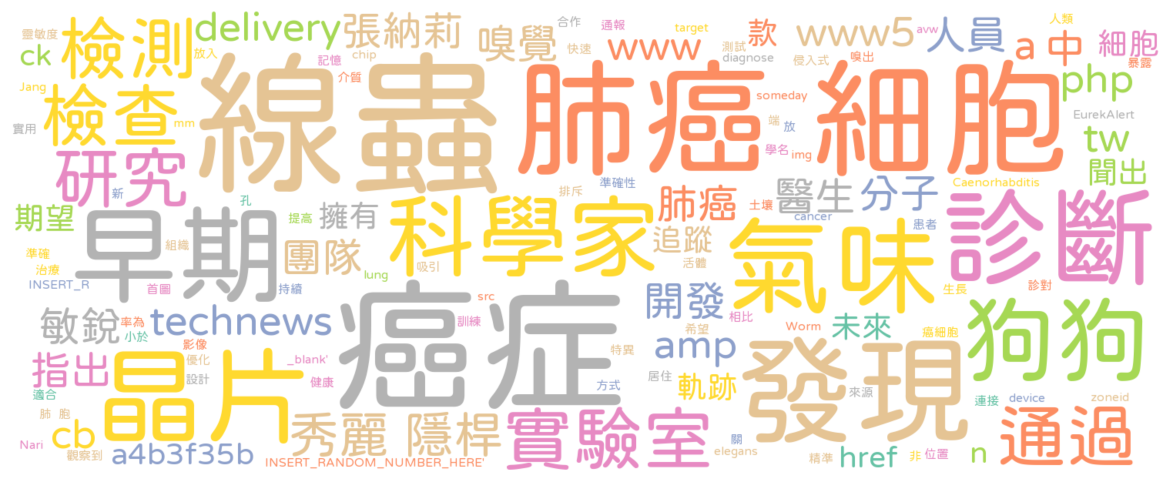 靈敏度 檢測 delivery 張納莉 嗅覺 合作 通報 target www5 avw 人員 人類
ck 放入 記憶 chip 快速 www 測試 款 嗅出 a 中 細胞
Jang 介質 diagnose 侵入式 暴露
檢查 線蟲 肺癌 細胞 someday php
實用 mm 端 放 EurekAlert
研究 學名 img tw
新 準確性 醫生 分子 Caenorhabditis 聞出
期望 孔 排斥 肺癌 土壤
早期 提高 擁有 科學家 cancer 患者 診斷
準確 組織 團隊 追蹤 氣味
治療 吸引 活體
INSERT_R 首圖 持續 lung 癌症 src 開發 生長 診對
敏銳 technews 訓練 相比 狗狗
率為 希望 Worm 未來 癌細胞
小於 影像 amp 發現
指出 晶片 優化 _blank' 特異
適合 設計 健康 方式 居住 軌跡 來源 連接 device zoneid
肺 胞 秀麗 隱桿 實驗室 通過
cb 關
Nari 觀察到 a4b3f35b elegans href 非 位置 n
INSERT_RANDOM_NUMBER_HERE' 精準